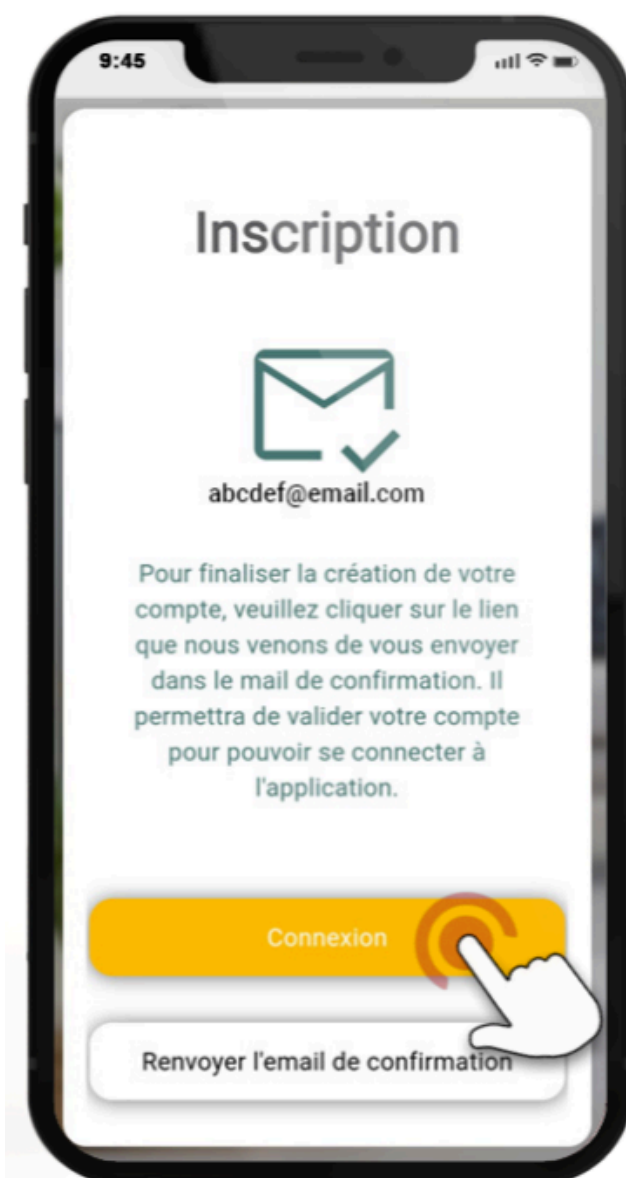 9:45
Inscription
abcdef@email.com
Pour finaliser la création de votre
compte, veuillez cliquer sur le lien
que nous venons de vous envoyer
dans le mail de confirmation. Il
permettra de valider votre compte
pour pouvoir se connecter à
l'application.
Connexion
Renvoyer l'email de confirmation